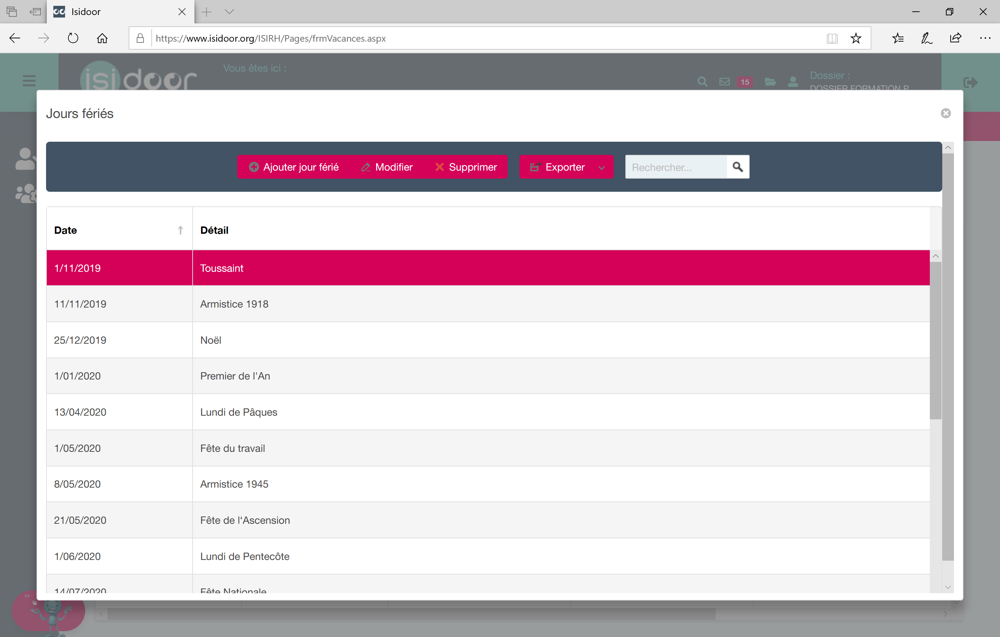 Isidoor
https://www.isidoor.org/ISIRH/Pages/frmVacances.aspx
isidoor
Vous êtes ici :
15
Dossier :
DOSSIER FORMATION P
Jours fériés
Ajouter jour férié Modifier Supprimer Exporter Rechercher...
Date Détail
1/11/2019 Toussaint
11/11/2019 Armistice 1918
25/12/2019 Noël
1/01/2020 Premier de l'An
13/04/2020 Lundi de Pâques
1/05/2020 Fête du travail
8/05/2020 Armistice 1945
21/05/2020 Fête de l‘Ascension
1/06/2020 Lundi de Pentecôte
14/07/2020 Fête Nationale
CV